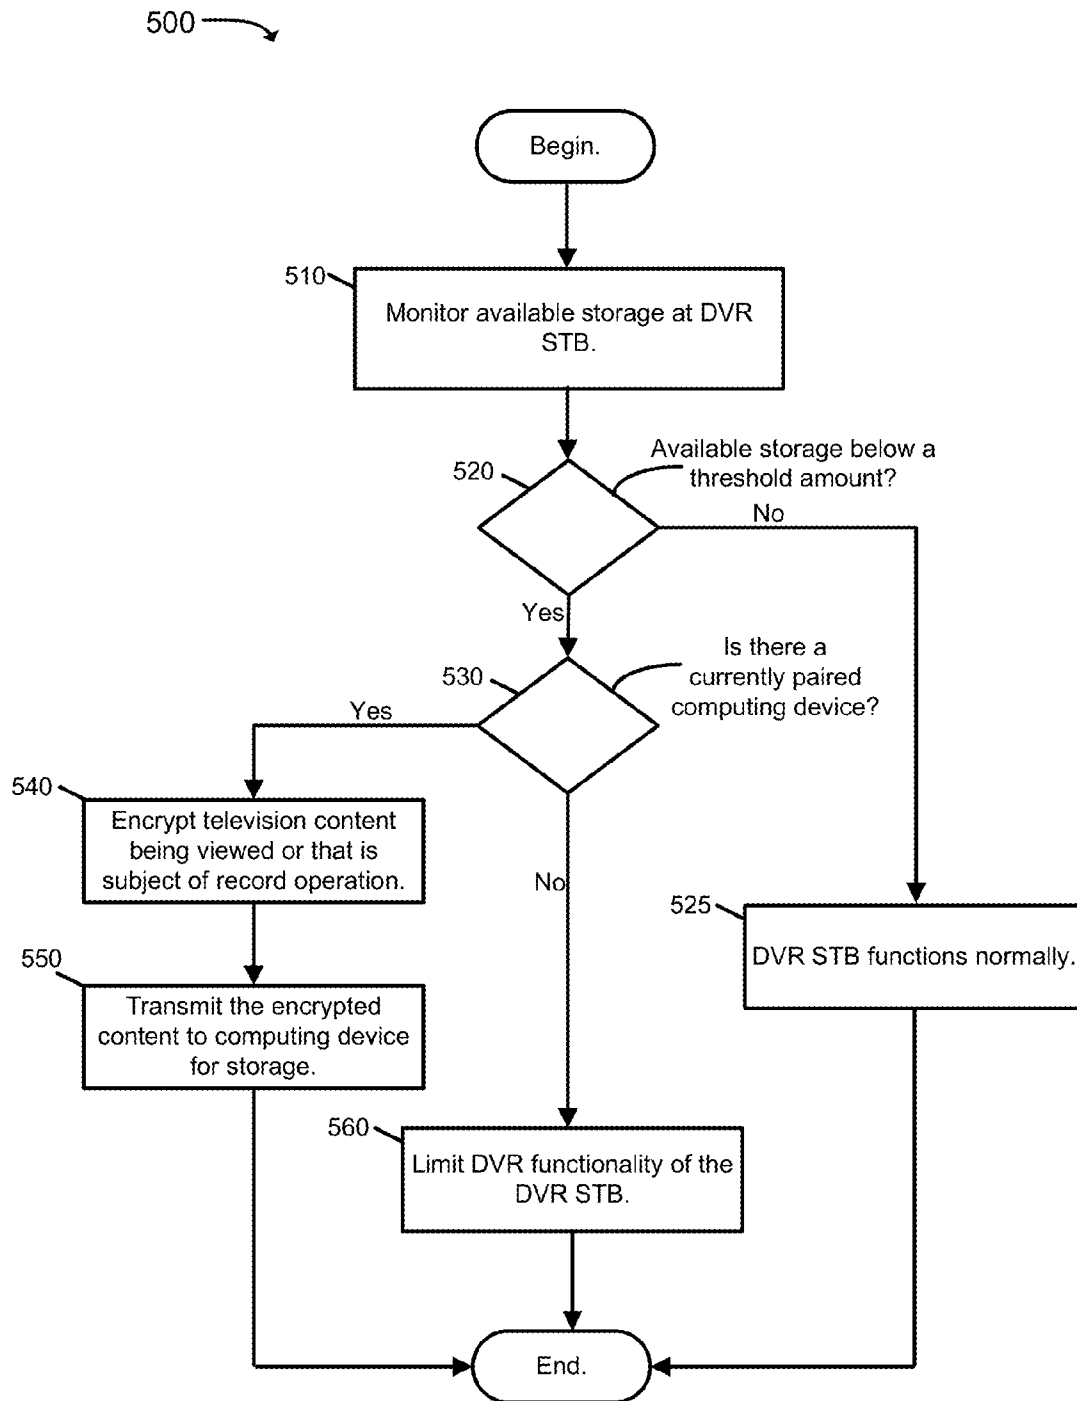 500
Begin.
510
Monitor available storage at DVR
STB.
520
Available storage below a
threshold amount?
No
Yes
530
Is there a
currently paired
computing device?
Yes
540
Encrypt television content
being viewed or that is
subject of record operation.
No
525
DVR STB functions normally.
550
Transmit the encrypted
content to computing device
for storage.
560
Limit DVR functionality of the
DVR STB.
End.